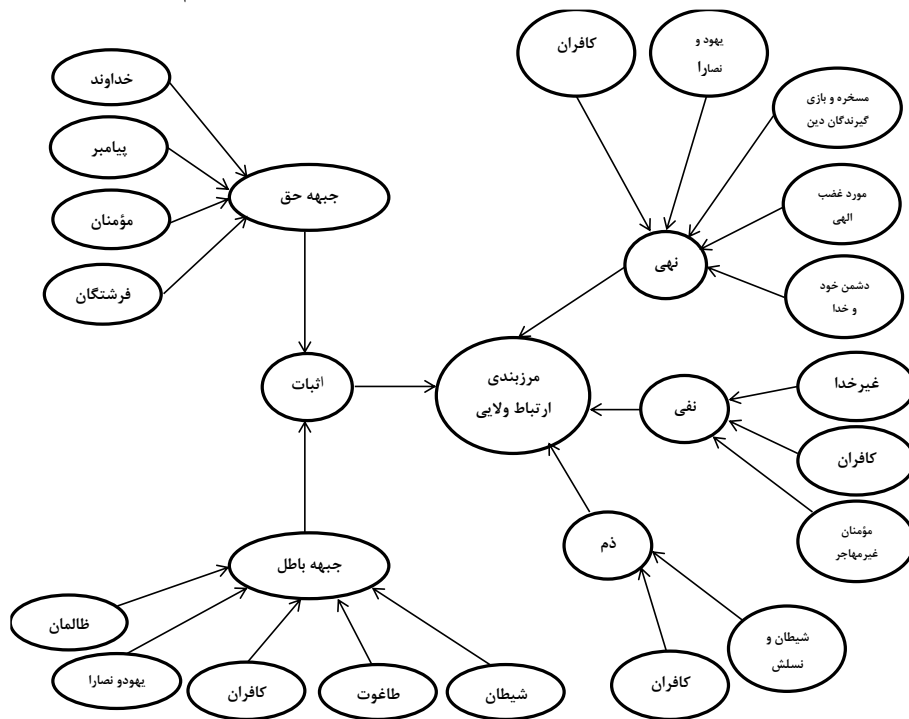 کافران
یهود و
نصارا
مسخره و بازی
گیرندگان دین
مورد غضب
الهی
دشمن خود
و خدا
نهی
خداوند
پیامبر
مؤمنان
فرشتگان
جبهه حق
اثبات
مرزبندی
ارتباط ولایی
غیرخدا
کافران
مؤمنان
غیرمهاجر
نفی
ذم
شیطان و
نسلش
کافران
جبهه باطل
شیطان
طاغوت
کافران
یهودو نصارا
ظالمان